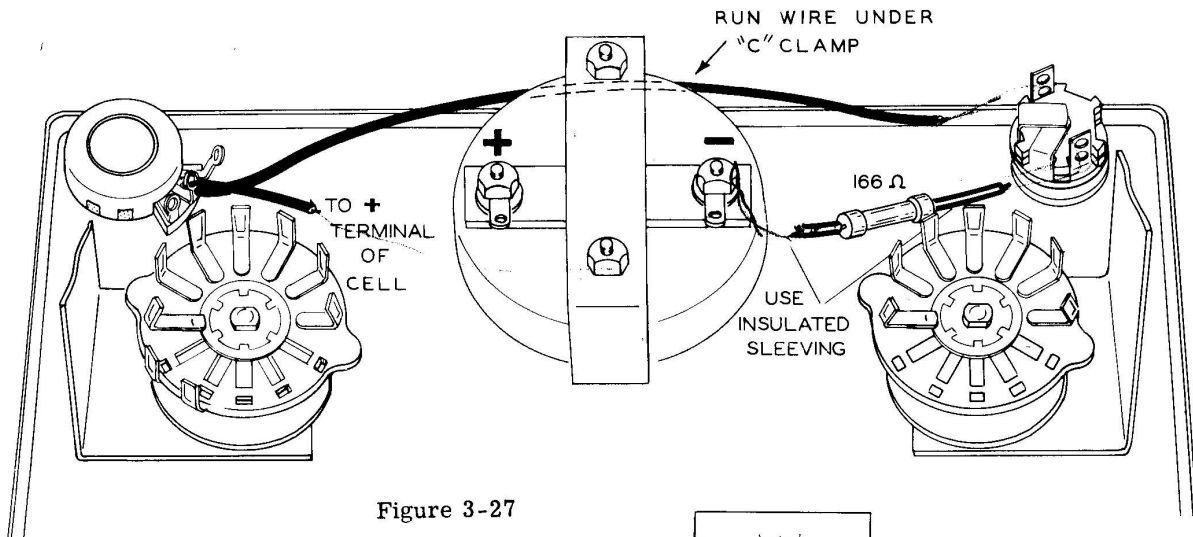 RUN WIRE UNDER
"C" CLAMP
+
−
166 Ω
TO +
TERMINAL
OF
CELL
USE
INSULATED
SLEEVING
Figure 3-27